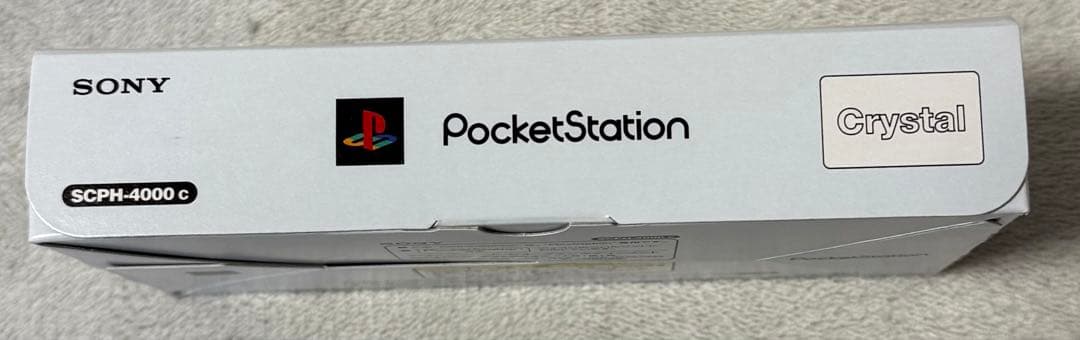 SONY
PocketStation
Crystal
SCPH-4000 c